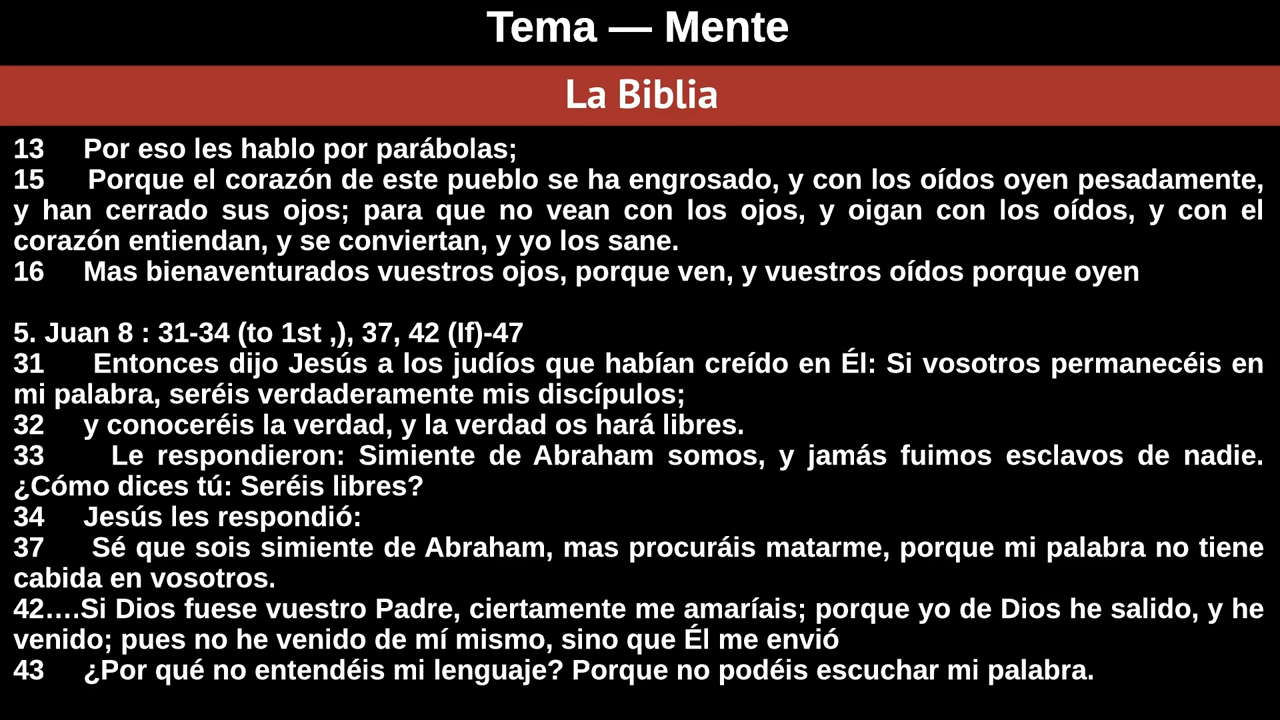 Tema — Mente
La Biblia
13 Por eso les hablo por parábolas;
15 Porque el corazón de este pueblo se ha engrosado, y con los oídos oyen pesadamente,
y han cerrado sus ojos; para que no vean con los ojos, y oigan con los oídos, y con el
corazón entiendan, y se conviertan, y yo los sane.
16 Mas bienaventurados vuestros ojos, porque ven, y vuestros oídos porque oyen
5. Juan 8 : 31-34 (to 1st ,), 37, 42 (If)-47
31 Entonces dijo Jesús a los judíos que habían creído en Él: Si vosotros permanecéis en
mi palabra, seréis verdaderamente mis discípulos;
32 y conoceréis la verdad, y la verdad os hará libres.
33 Le respondieron: Simiente de Abraham somos, y jamás fuimos esclavos de nadie.
¿Cómo dices tú: Seréis libres?
34 Jesús les respondió:
37 Sé que sois simiente de Abraham, mas procuráis matarme, porque mi palabra no tiene
cabida en vosotros.
42....Si Dios fuese vuestro Padre, ciertamente me amaríais; porque yo de Dios he salido, y he
venido; pues no he venido de mí mismo, sino que Él me envió
43 ¿Por qué no entendéis mi lenguaje? Porque no podéis escuchar mi palabra.